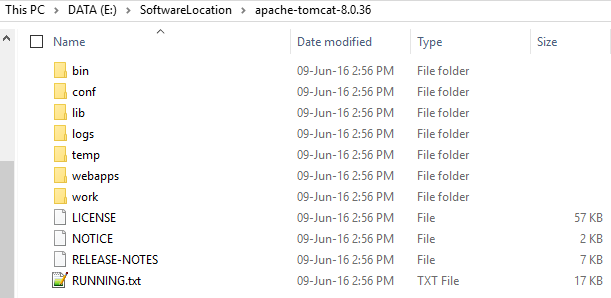 This PC > DATA (E:) > SoftwareLocation > apache-tomcat-8.0.36
Name Date modified Type Size
bin 09-Jun-16 2:56 PM File folder
conf 09-Jun-16 2:56 PM File folder
lib 09-Jun-16 2:56 PM File folder
logs 09-Jun-16 2:56 PM File folder
temp 09-Jun-16 2:56 PM File folder
webapps 09-Jun-16 2:56 PM File folder
work 09-Jun-16 2:56 PM File folder
LICENSE 09-Jun-16 2:56 PM File 57 KB
NOTICE 09-Jun-16 2:56 PM File 2 KB
RELEASE-NOTES 09-Jun-16 2:56 PM File 7 KB
RUNNING.txt 09-Jun-16 2:56 PM TXT File 17 KB